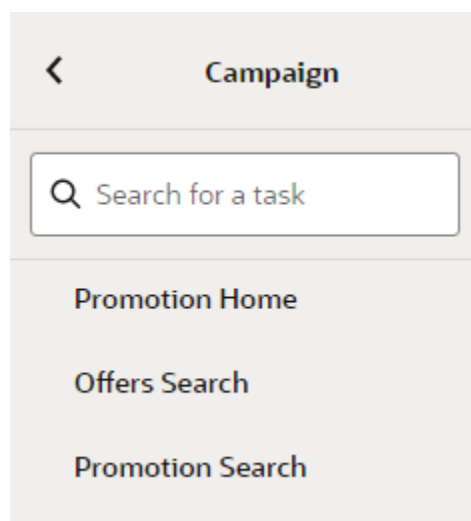 Campaign
Search for a task
Promotion Home
Offers Search
Promotion Search